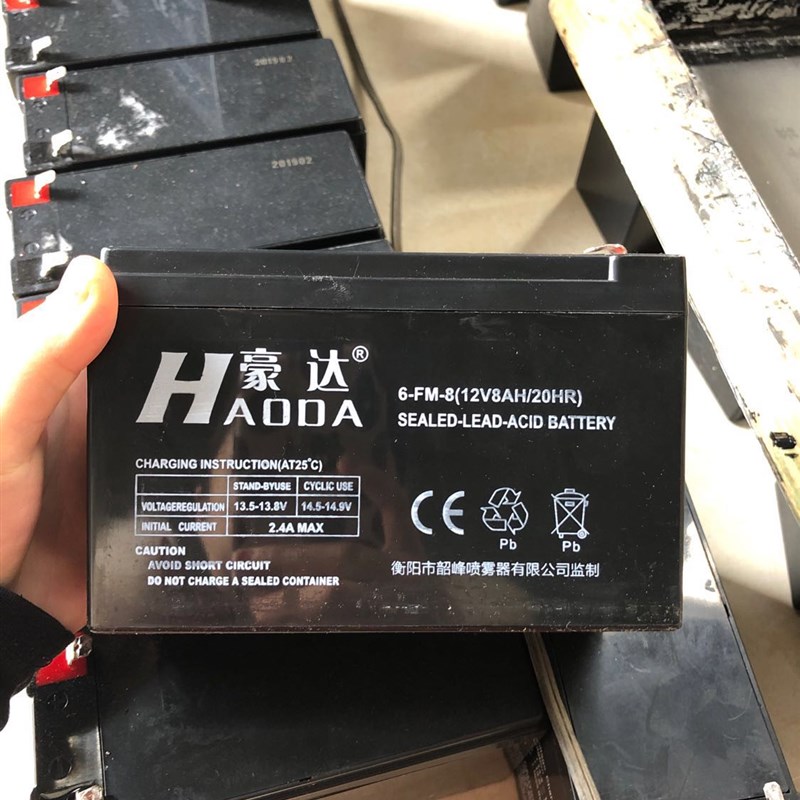 201902
201902
豪达®
HAODA
6-FM-8(12V8AH/20HR)
SEALED-LEAD-ACID BATTERY
CHARGING INSTRUCTION(AT25°C)
STAND-BYUSE CYCLIC USE
VOLTAGEREGULATION 13.5-13.8V 14.5-14.9V
INITIAL CURRENT 2.4A MAX
CAUTION
AVOID SHORT CIRCUIT
DO NOT CHARGE A SEALED CONTAINER
CE
Pb Pb
衡阳市韶峰喷雾器有限公司监制